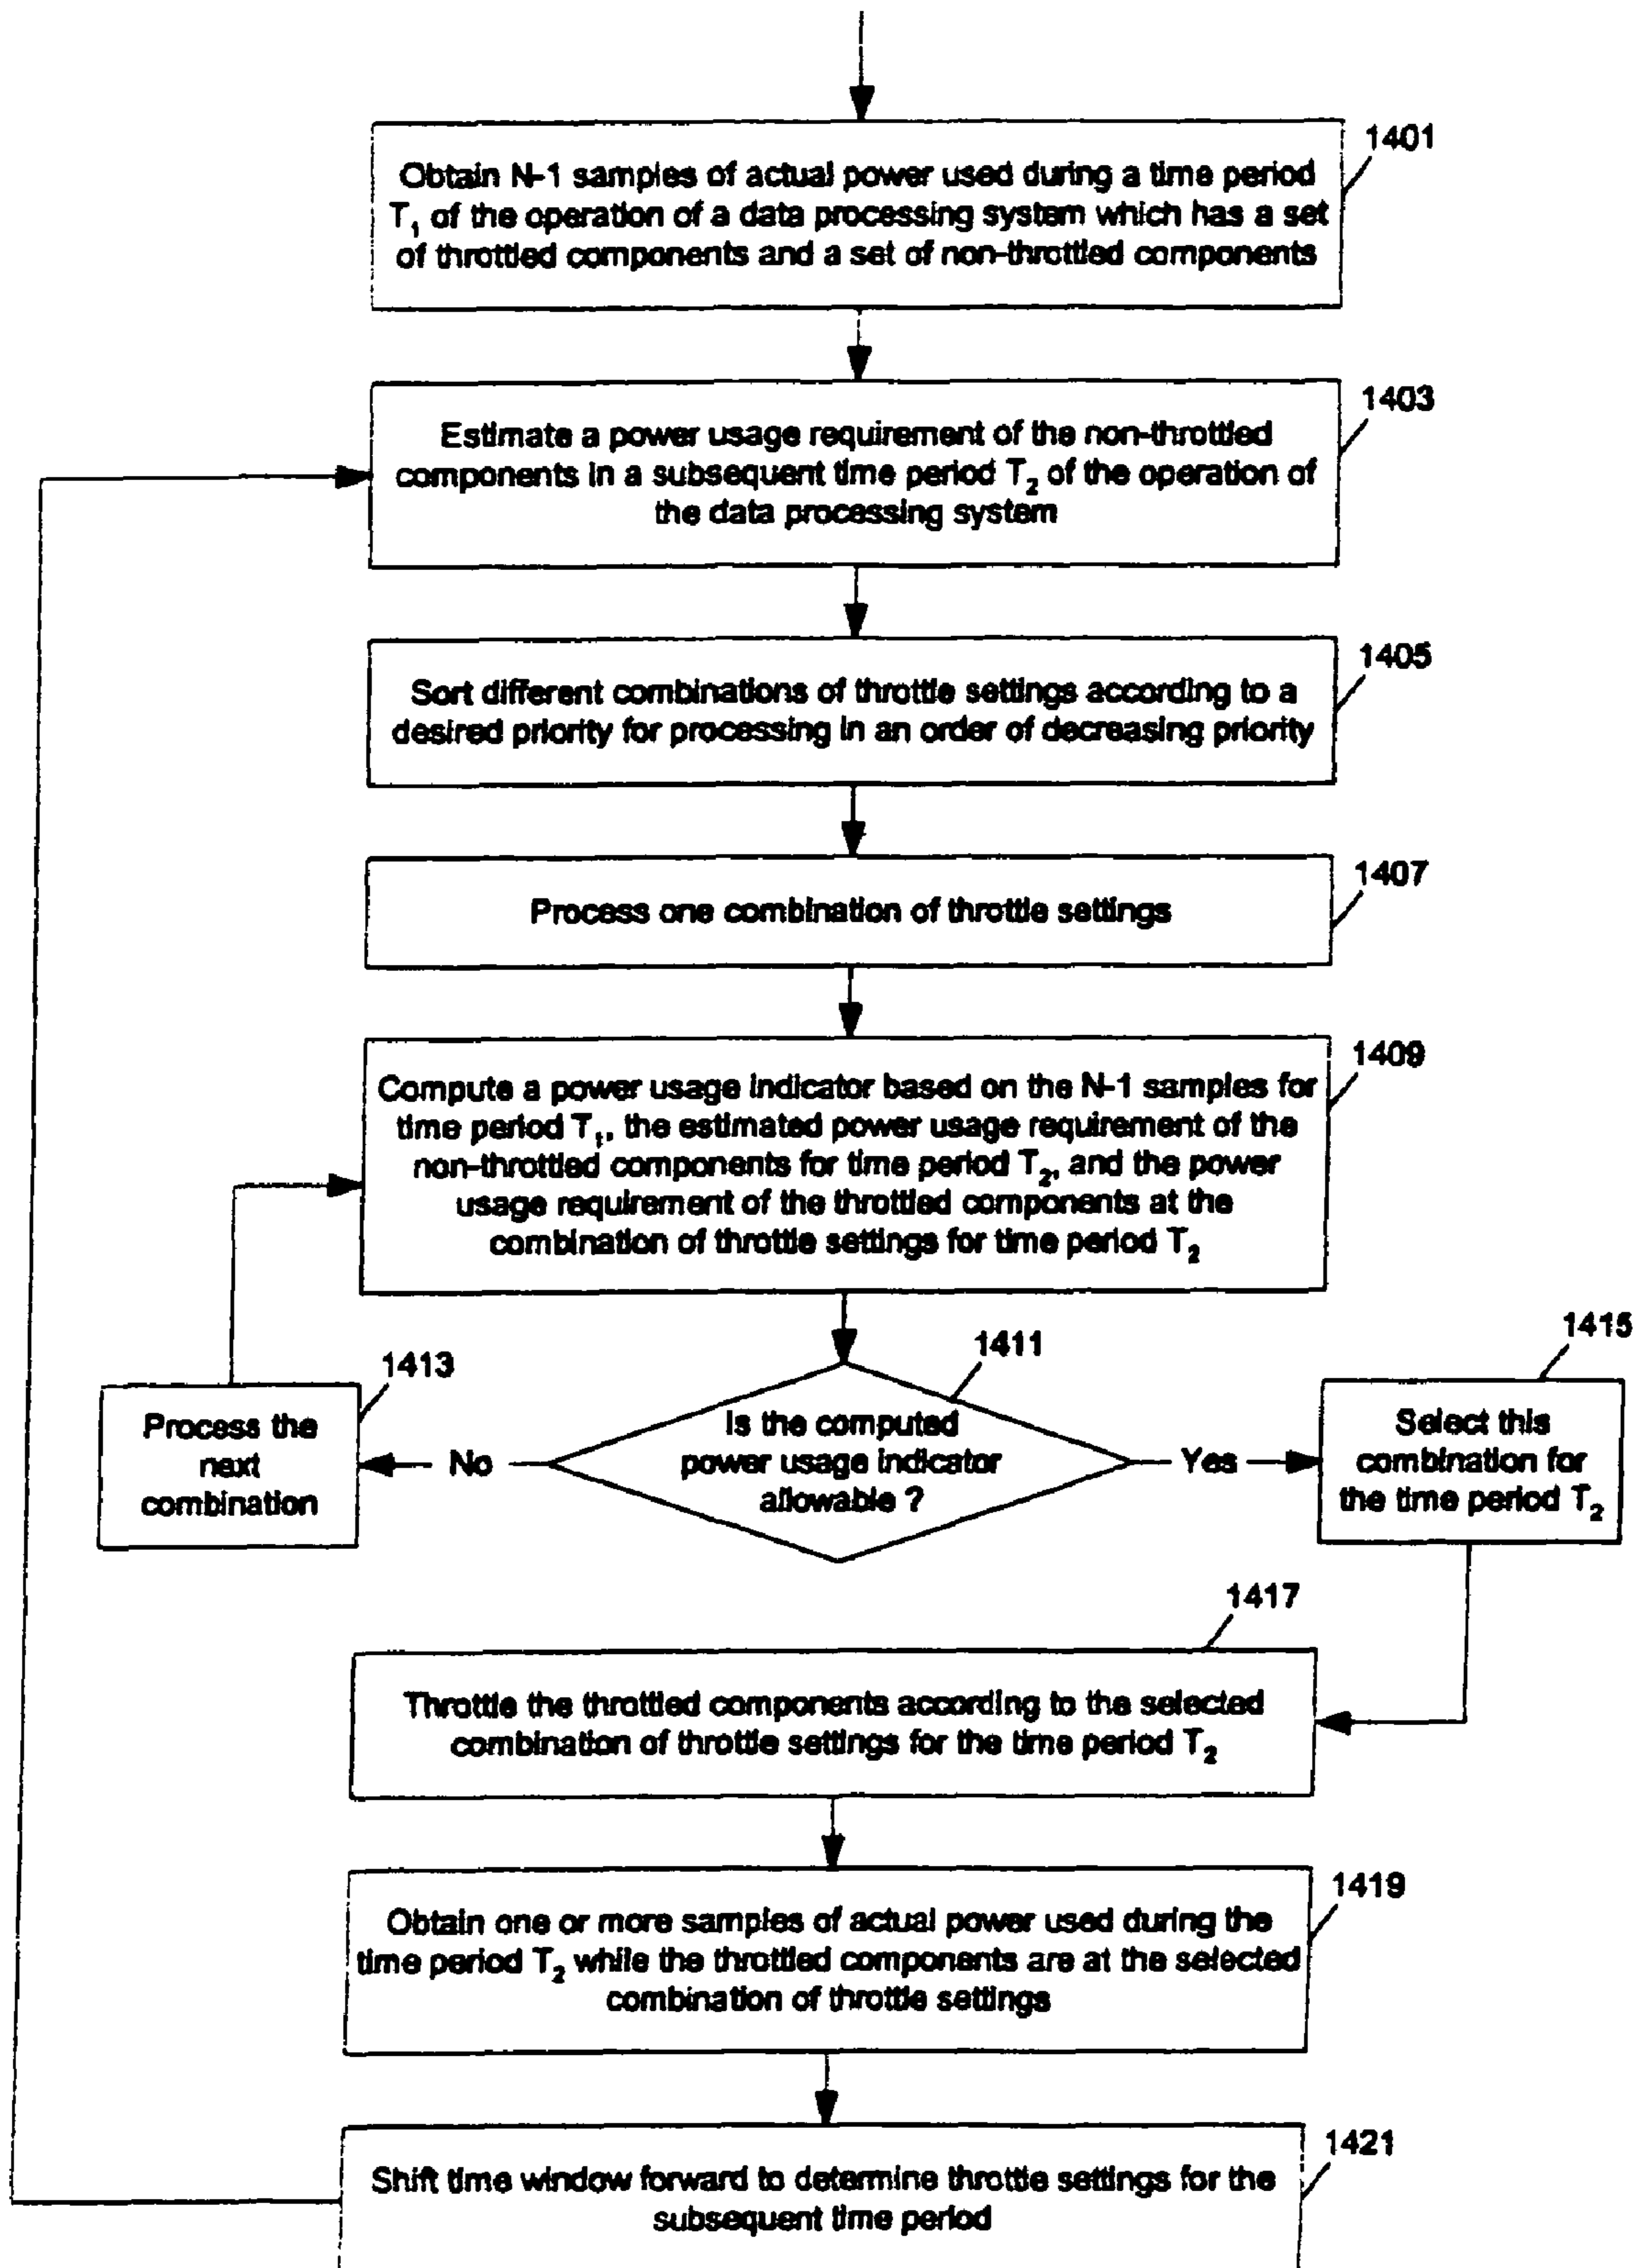 1401
Obtain N-1 samples of actual power used during a time period
T₁ of the operation of a data processing system which has a set
of throttled components and a set of non-throttled components
1403
Estimate a power usage requirement of the non-throttled
components in a subsequent time period T₂ of the operation of
the data processing system
1405
Sort different combinations of throttle settings according to a
desired priority for processing in an order of decreasing priority
1407
Process one combination of throttle settings
1409
Compute a power usage indicator based on the N-1 samples for
time period T₁, the estimated power usage requirement of the
non-throttled components for time period T₂, and the power
usage requirement of the throttled components at the
combination of throttle settings for time period T₂
1411
Is the computed
power usage indicator
allowable ?
No
Yes
1413
Process the
next
combination
1415
Select this
combination for
the time period T₂
1417
Throttle the throttled components according to the selected
combination of throttle settings for the time period T₂
1419
Obtain one or more samples of actual power used during the
time period T₂ while the throttled components are at the selected
combination of throttle settings
1421
Shift time window forward to determine throttle settings for the
subsequent time period